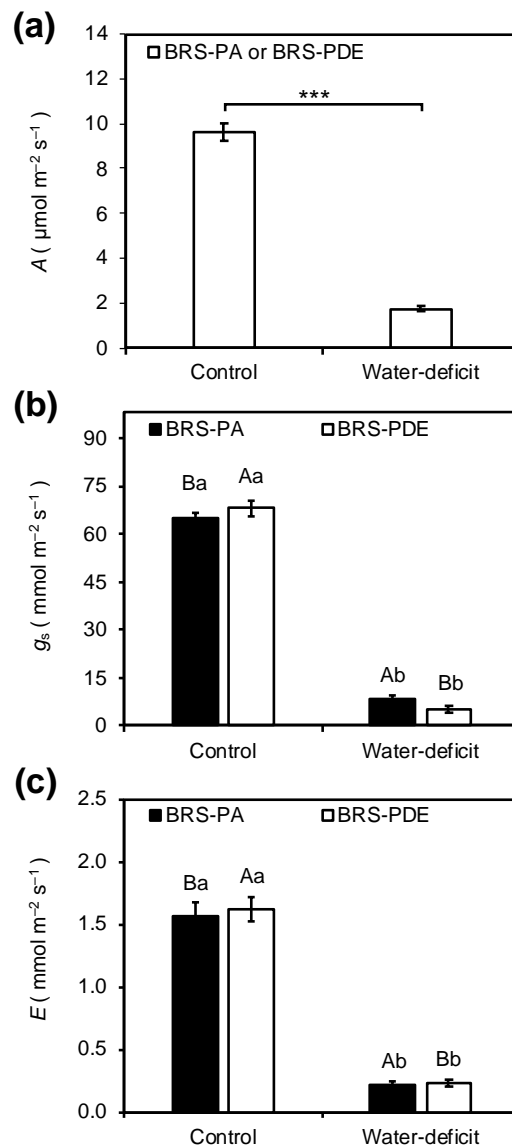 (a)
14
12
10
8
6
4
2
0
A ( µmol m⁻² s⁻¹)
BRS-PA or BRS-PDE
***
Control Water-deficit
(b)
90
75
60
45
30
15
0
gₛ ( mmol m⁻² s⁻¹)
BRS-PA BRS-PDE
Ba Aa
Ab Bb
Control Water-deficit
(c)
2.5
2.0
1.5
1.0
0.5
0.0
E ( mmol m⁻² s⁻¹)
BRS-PA BRS-PDE
Ba Aa
Ab Bb
Control Water-deficit